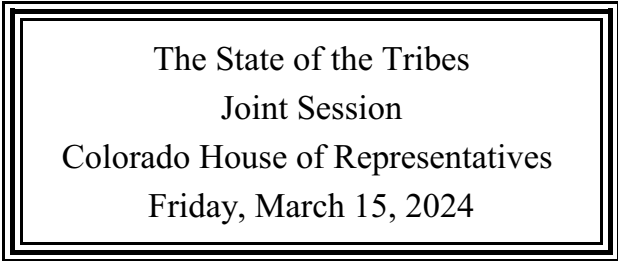 The State of the Tribes
Joint Session
Colorado House of Representatives
Friday, March 15, 2024